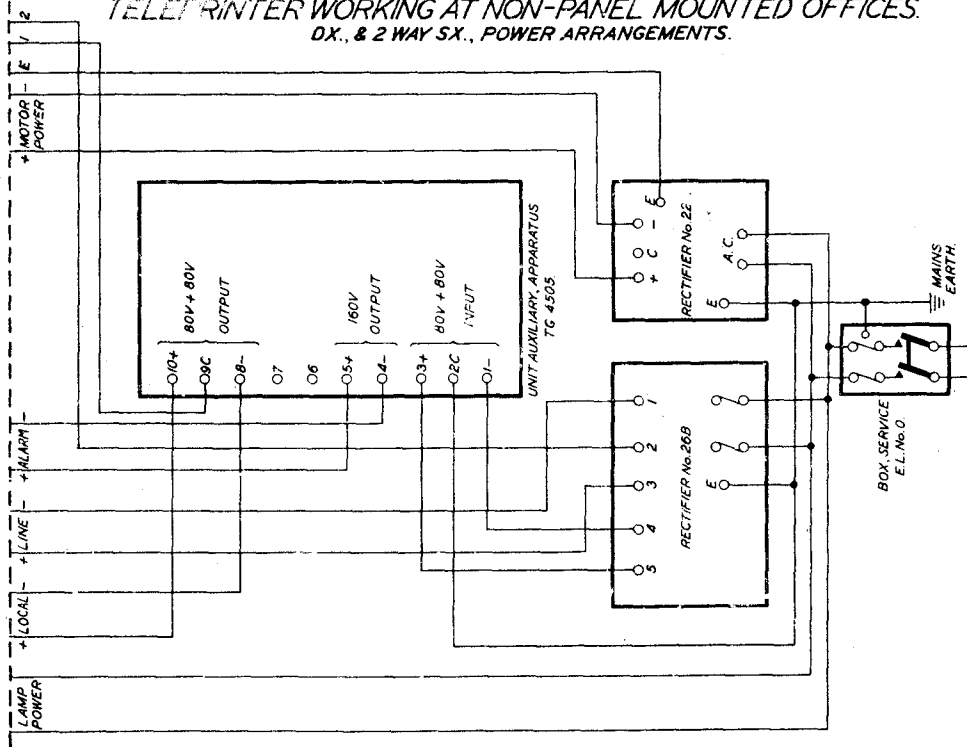 TELEPRINTER WORKING AT NON-PANEL MOUNTED OFFICES.
DX., & 2 WAY SX., POWER ARRANGEMENTS.
2
1
E
+ MOTOR -
POWER
+ ALARM -
+ LINE -
+ LOCAL -
LAMP
POWER
80V + 80V
OUTPUT
160V
OUTPUT
80V + 80V
INPUT
10+
9C
8-
7
6
5+
4-
3+
2C
1-
UNIT AUXILIARY, APPARATUS
TG 4505.
E
-
C
+
RECTIFIER No.22.
A.C.
E
1
2
3
4
5
RECTIFIER No.26B
E
MAINS
EARTH.
BOX, SERVICE
E.L. No.0.